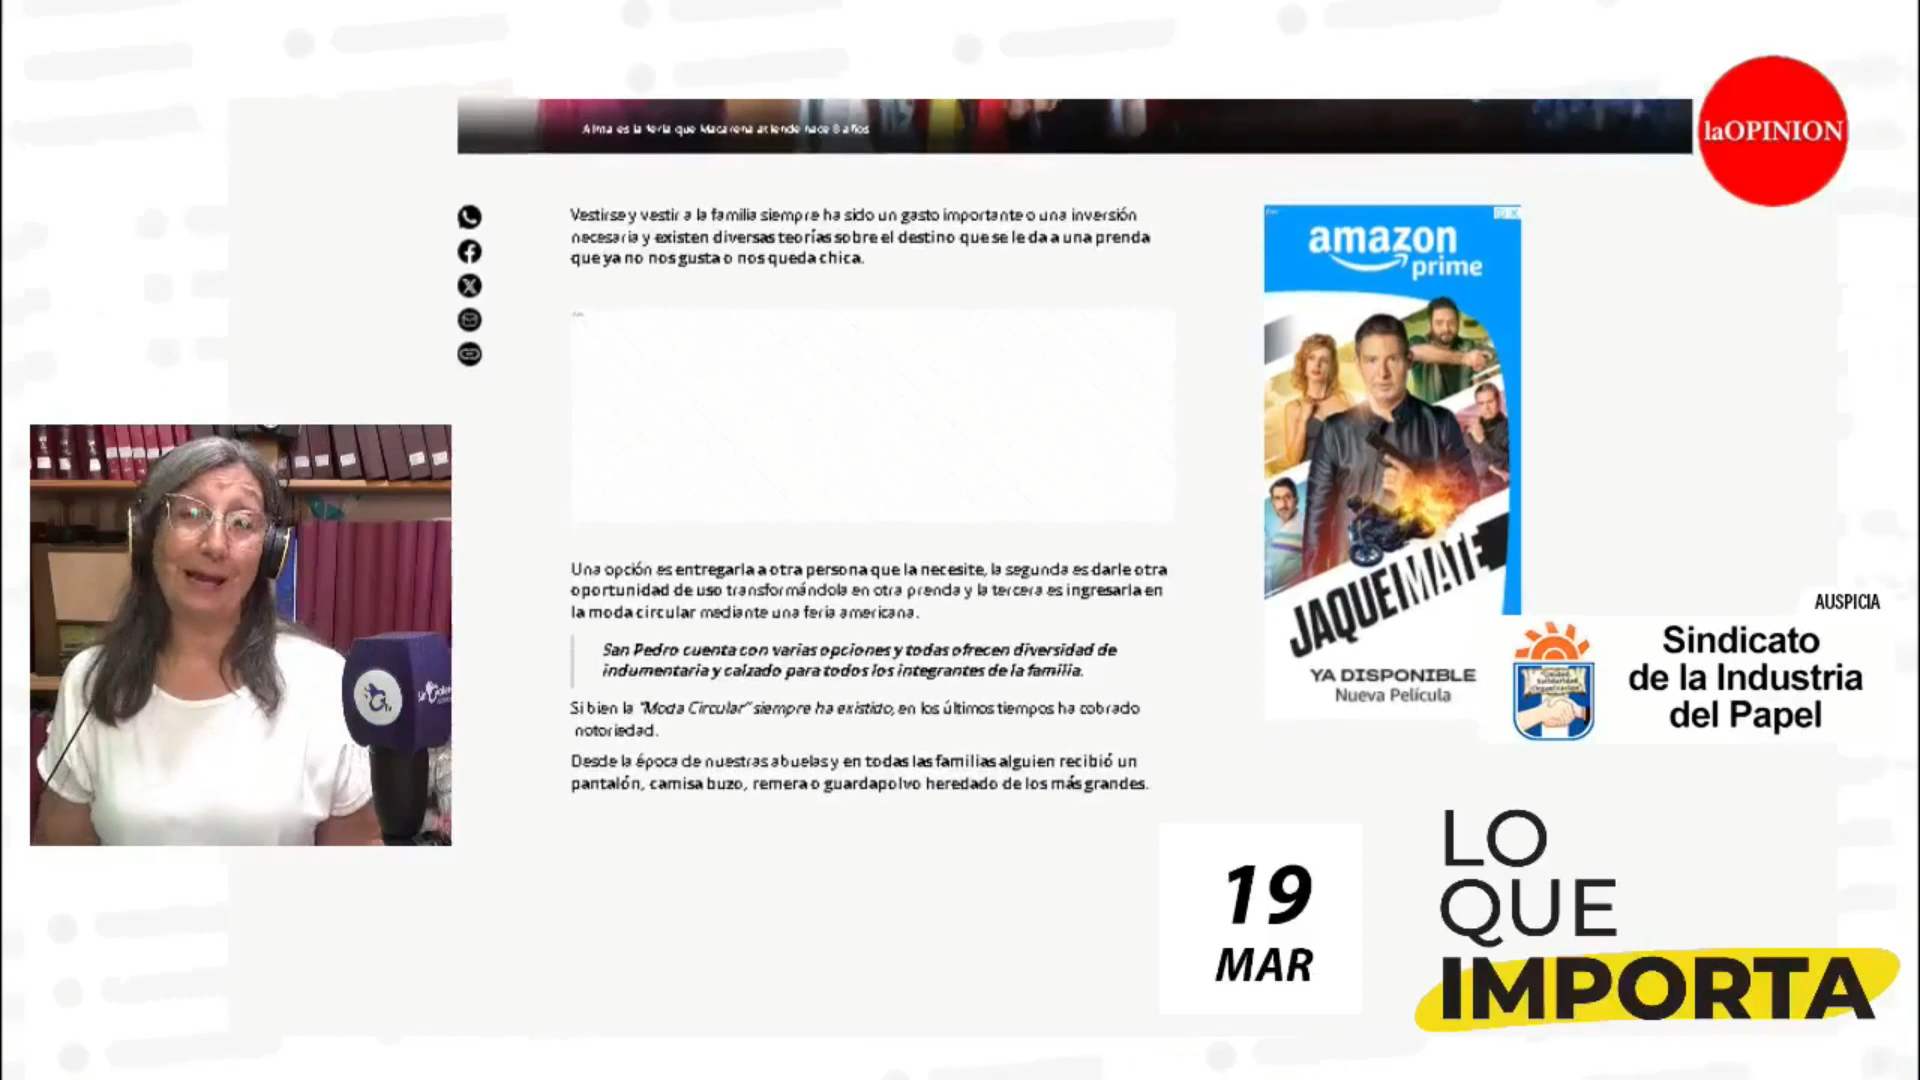 Alma es la feria que Macarena atiende hace 8 años
laOPINION
Vestirse y vestir a la familia siempre ha sido un gasto importante o una inversión
necesaria y existen diversas teorías sobre el destino que se le da a una prenda
que ya no nos gusta o nos queda chica.
amazon
prime
Una opción es entregarla a otra persona que la necesite, la segunda es darle otra
oportunidad de uso transformándola en otra prenda y la tercera es ingresarla en
la moda circular mediante una feria americana.
San Pedro cuenta con varias opciones y todas ofrecen diversidad de
indumentaria y calzado para todos los integrantes de la familia.
Si bien la "Moda Circular" siempre ha existido, en los últimos tiempos ha cobrado
notoriedad.
Desde la época de nuestras abuelas y en todas las familias alguien recibió un
pantalón, camisa buzo, remera o guardapolvo heredado de los más grandes.
JAQUE MATE
YA DISPONIBLE
Nueva Película
AUSPICIA
Sindicato
de la Industria
del Papel
19
MAR
LO
QUE
IMPORTA